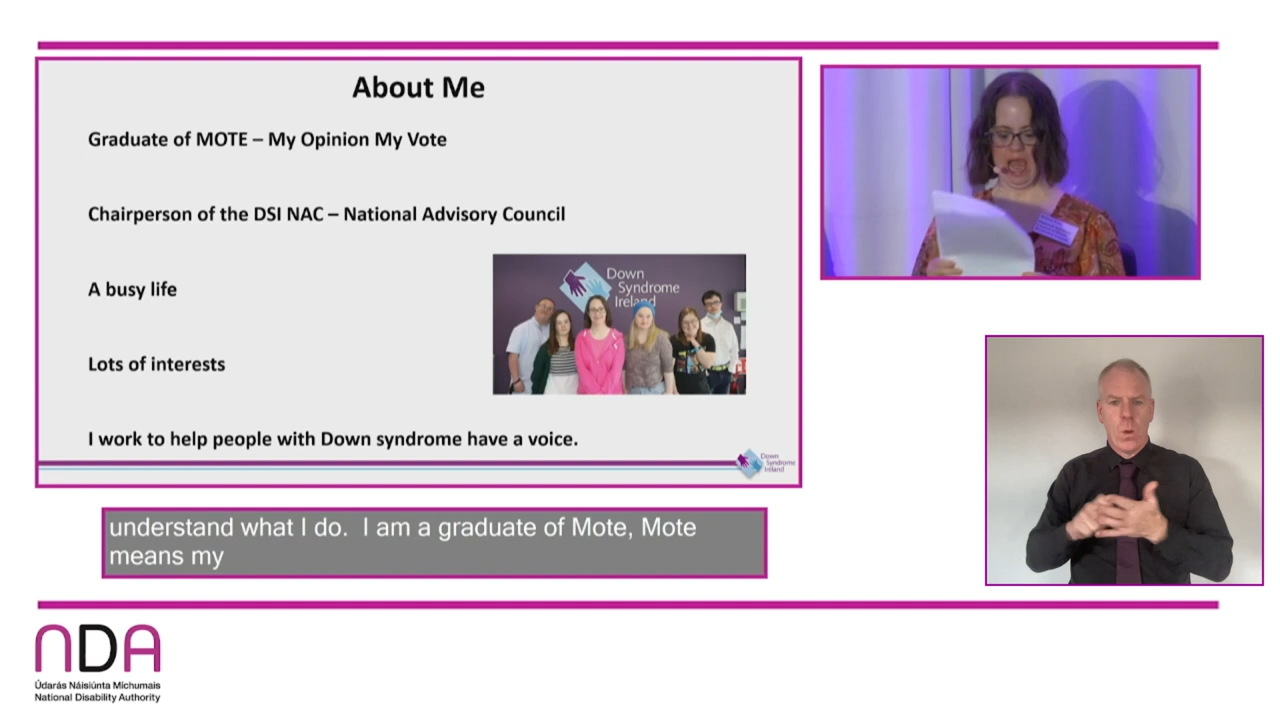 About Me
Graduate of MOTE – My Opinion My Vote
Chairperson of the DSI NAC – National Advisory Council
A busy life
Down
Syndrome
Ireland
Lots of interests
I work to help people with Down syndrome have a voice.
Down
Syndrome
Ireland
understand what I do.  I am a graduate of Mote, Mote
means my
NDA
Údarás Náisiúnta Míchumais
National Disability Authority